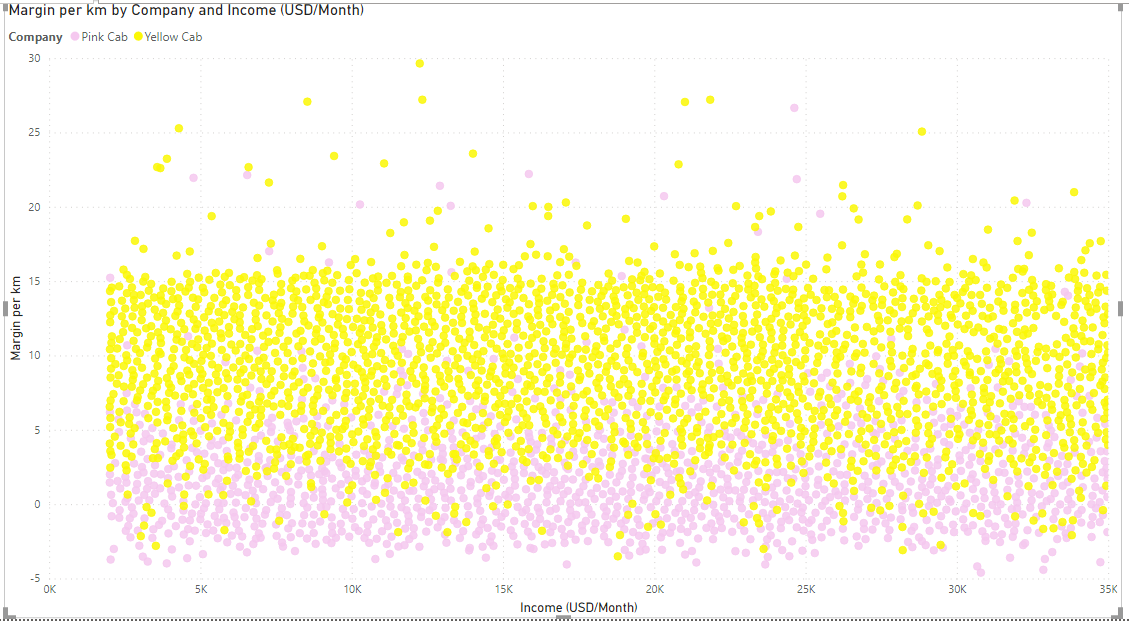 Margin per km by Company and Income (USD/Month)
Company Pink Cab Yellow Cab
30
25
20
15
10
5
0
-5
Margin per km
0K 5K 10K 15K 20K 25K 30K 35K
Income (USD/Month)